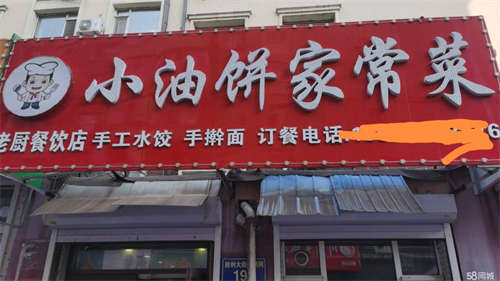 小油饼家常菜
老厨餐饮店 手工水饺 手擀面 订餐电话:
6
19
58同城